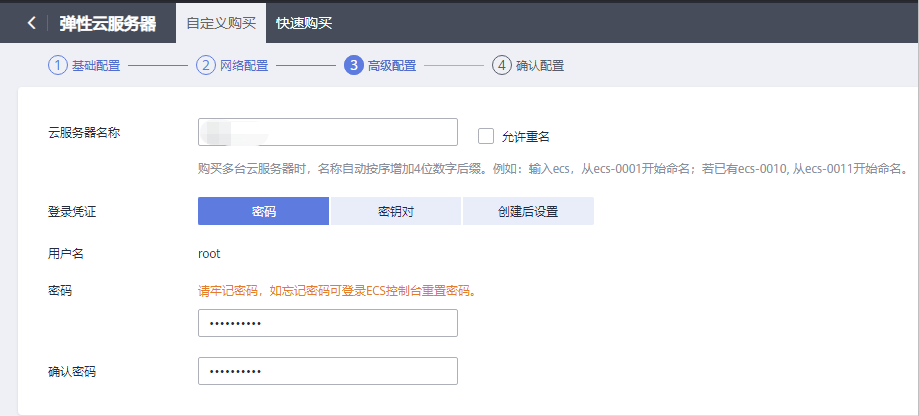 弹性云服务器 自定义购买 快速购买
1 基础配置 2 网络配置 3 高级配置 4 确认配置
云服务器名称 允许重名
购买多台云服务器时，名称自动按序增加4位数字后缀。例如：输入ecs，从ecs-0001开始命名；若已有ecs-0010, 从ecs-0011开始命名。
登录凭证 密码 密钥对 创建后设置
用户名 root
密码 请牢记密码，如忘记密码可登录ECS控制台重置密码。
••••••••••
确认密码 ••••••••••